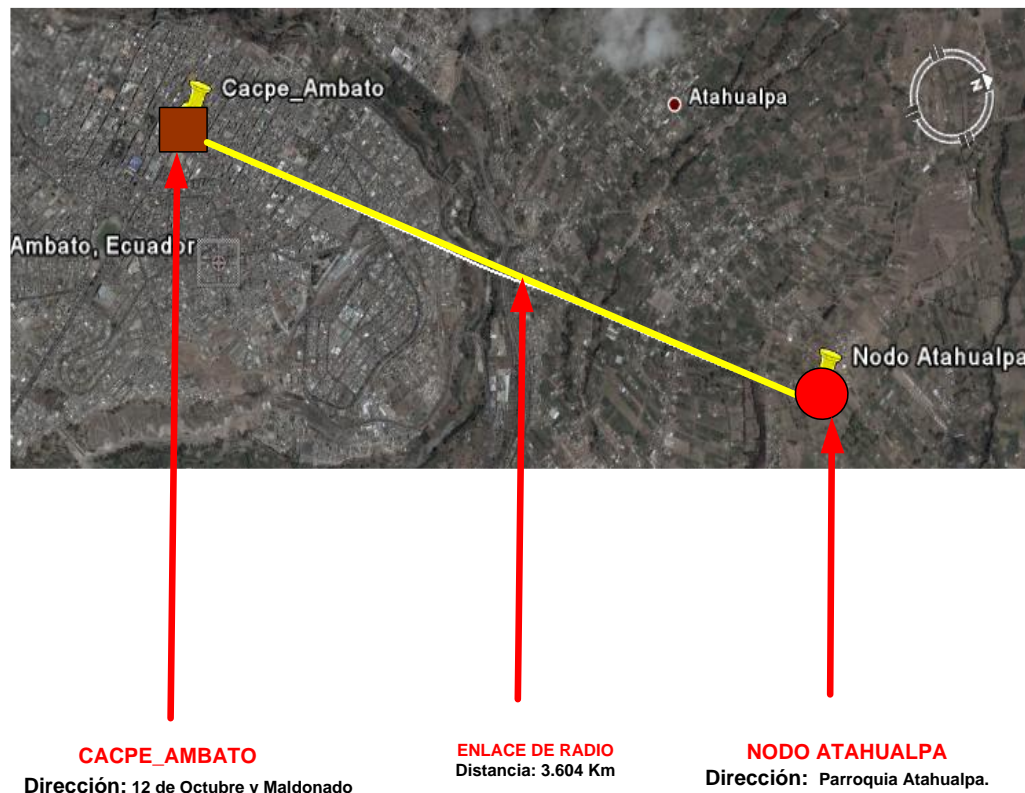 Cacpe_Ambato
Atahualpa
N
Ambato, Ecuador
Nodo Atahualpa
CACPE_AMBATO
Dirección: 12 de Octubre y Maldonado
ENLACE DE RADIO
Distancia: 3.604 Km
NODO ATAHUALPA
Dirección: Parroquia Atahualpa.